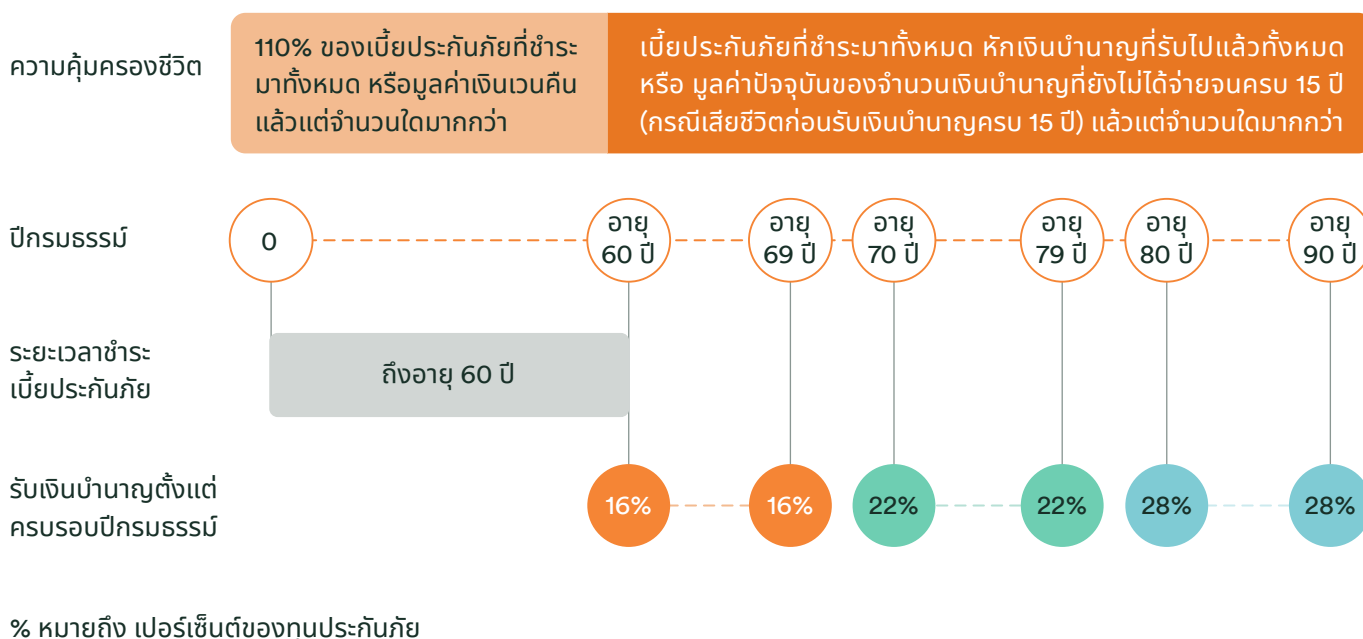 ความคุ้มครองชีวิต
110% ของเบี้ยประกันภัยที่ชำระ
มาทั้งหมด หรือมูลค่าเงินเวนคืน
แล้วแต่จำนวนใดมากกว่า
เบี้ยประกันภัยที่ชำระมาทั้งหมด หักเงินบำนาญที่รับไปแล้วทั้งหมด
หรือ มูลค่าปัจจุบันของจำนวนเงินบำนาญที่ยังไม่ได้จ่ายจนครบ 15 ปี
(กรณีเสียชีวิตก่อนรับเงินบำนาญครบ 15 ปี) แล้วแต่จำนวนใดมากกว่า
ปีกรมธรรม์
0
อายุ
60 ปี
อายุ
69 ปี
อายุ
70 ปี
อายุ
79 ปี
อายุ
80 ปี
อายุ
90 ปี
ระยะเวลาชำระ
เบี้ยประกันภัย
ถึงอายุ 60 ปี
รับเงินบำนาญตั้งแต่
ครบรอบปีกรมธรรม์
16%
16%
22%
22%
28%
28%
% หมายถึง เปอร์เซ็นต์ของทุนประกันภัย